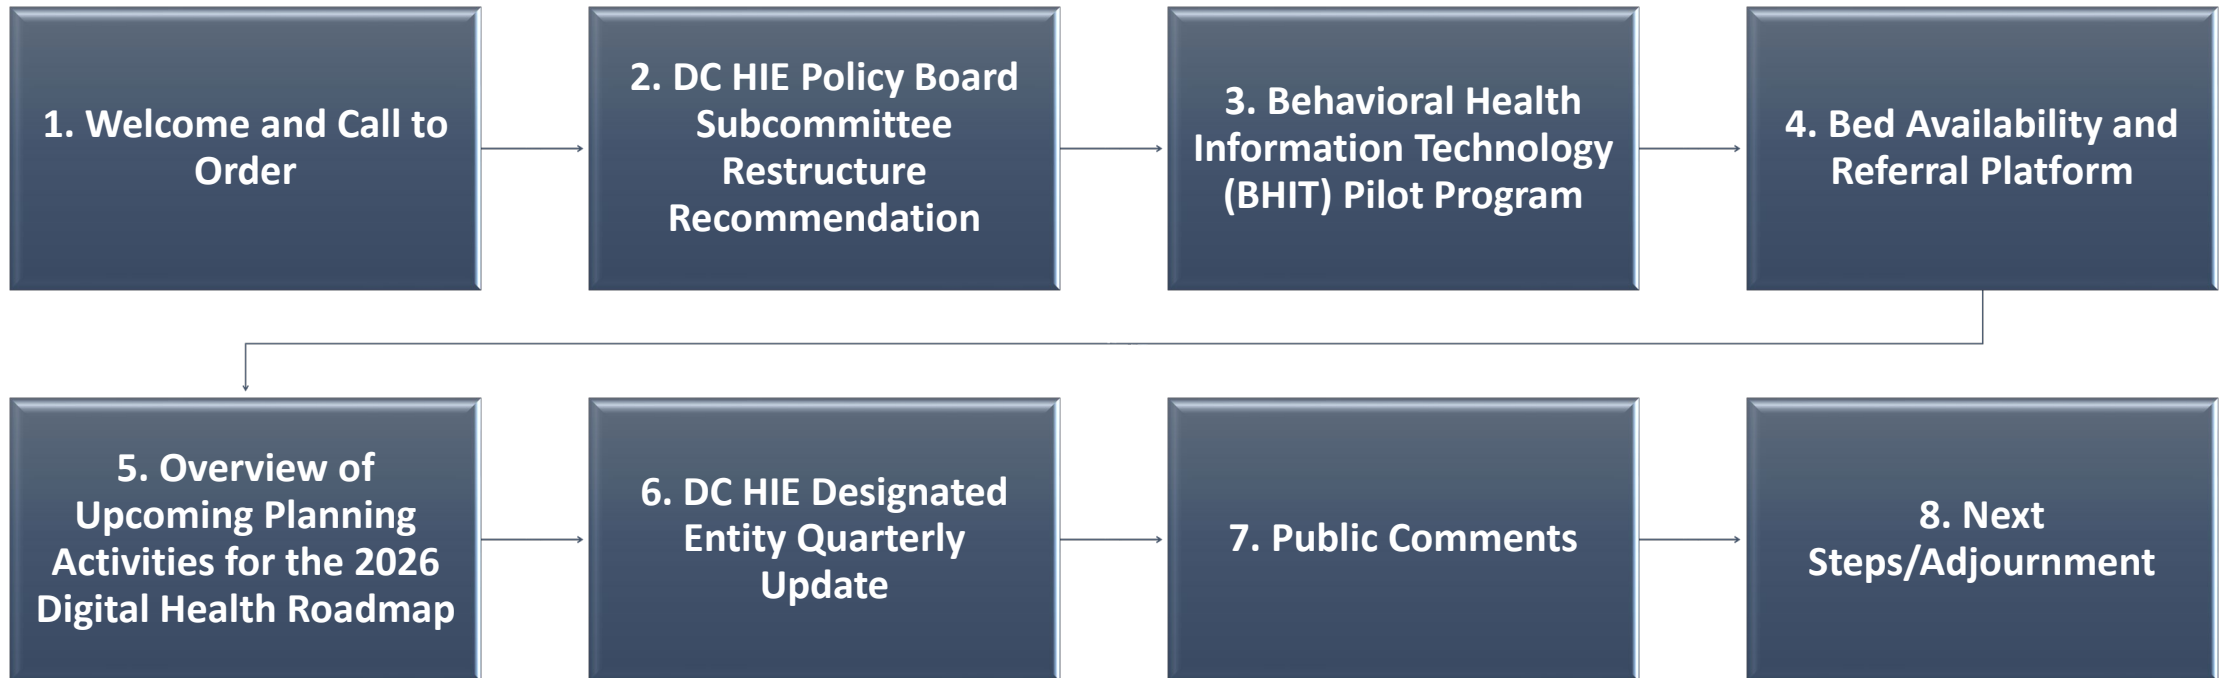 1. Welcome and Call to
Order
2. DC HIE Policy Board
Subcommittee
Restructure
Recommendation
3. Behavioral Health
Information Technology
(BHIT) Pilot Program
4. Bed Availability and
Referral Platform
5. Overview of
Upcoming Planning
Activities for the 2026
Digital Health Roadmap
6. DC HIE Designated
Entity Quarterly
Update
7. Public Comments
8. Next
Steps/Adjournment